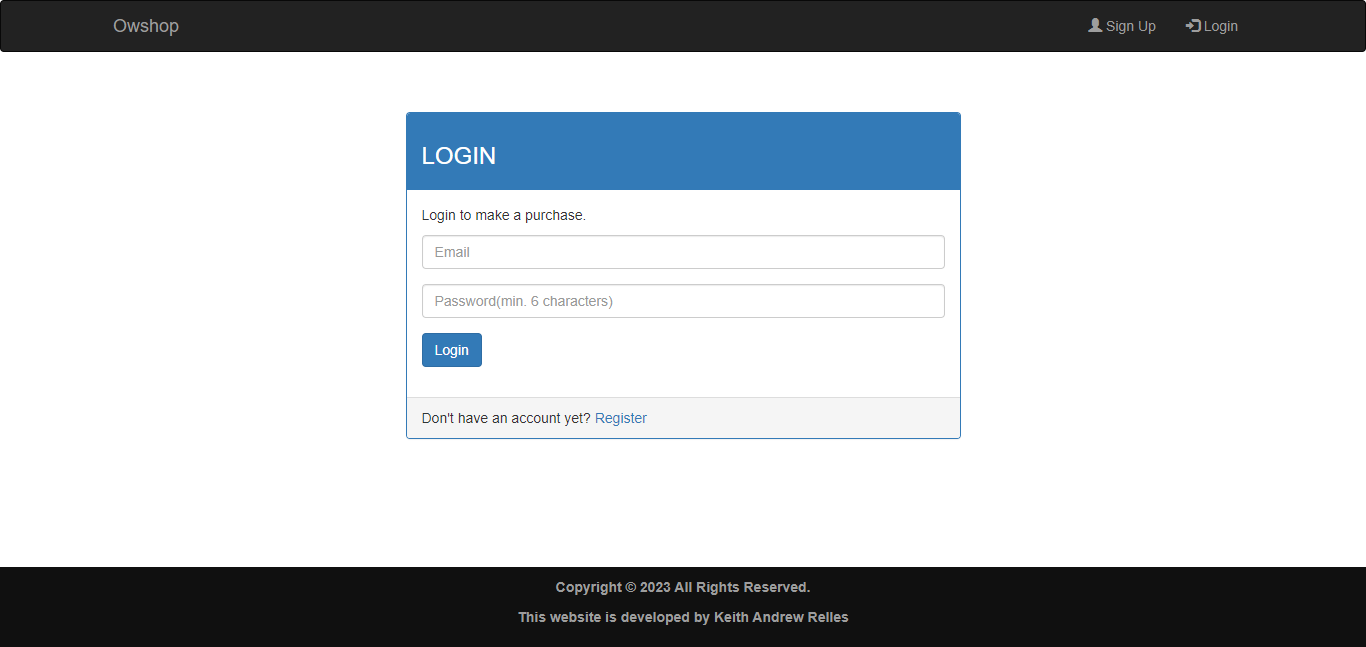 Owshop
Sign Up
Login
LOGIN
Login to make a purchase.
Email
Password(min. 6 characters)
Login
Don't have an account yet? Register
Copyright © 2023 All Rights Reserved.
This website is developed by Keith Andrew Relles